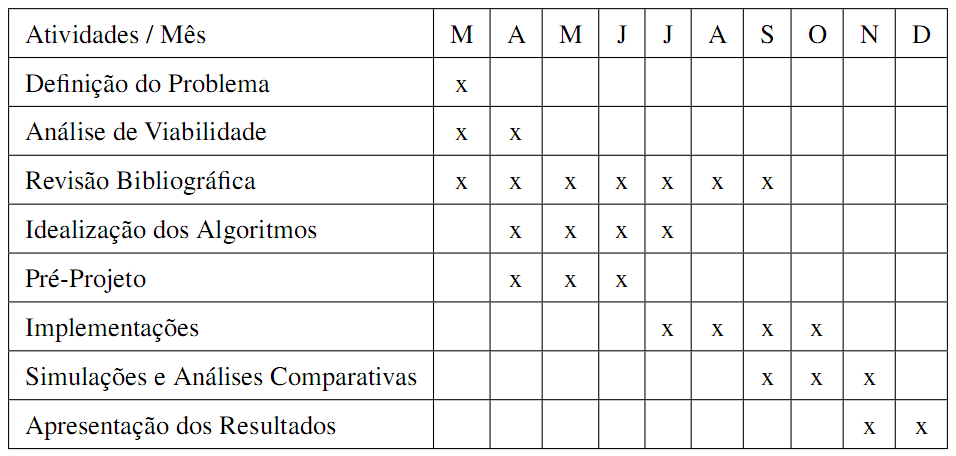 Atividades / Mês M A M J J A S O N D
Definição do Problema x
Análise de Viabilidade x x
Revisão Bibliográfica x x x x x x x
Idealização dos Algoritmos x x x x
Pré-Projeto x x x
Implementações x x x x
Simulações e Análises Comparativas x x x
Apresentação dos Resultados x x